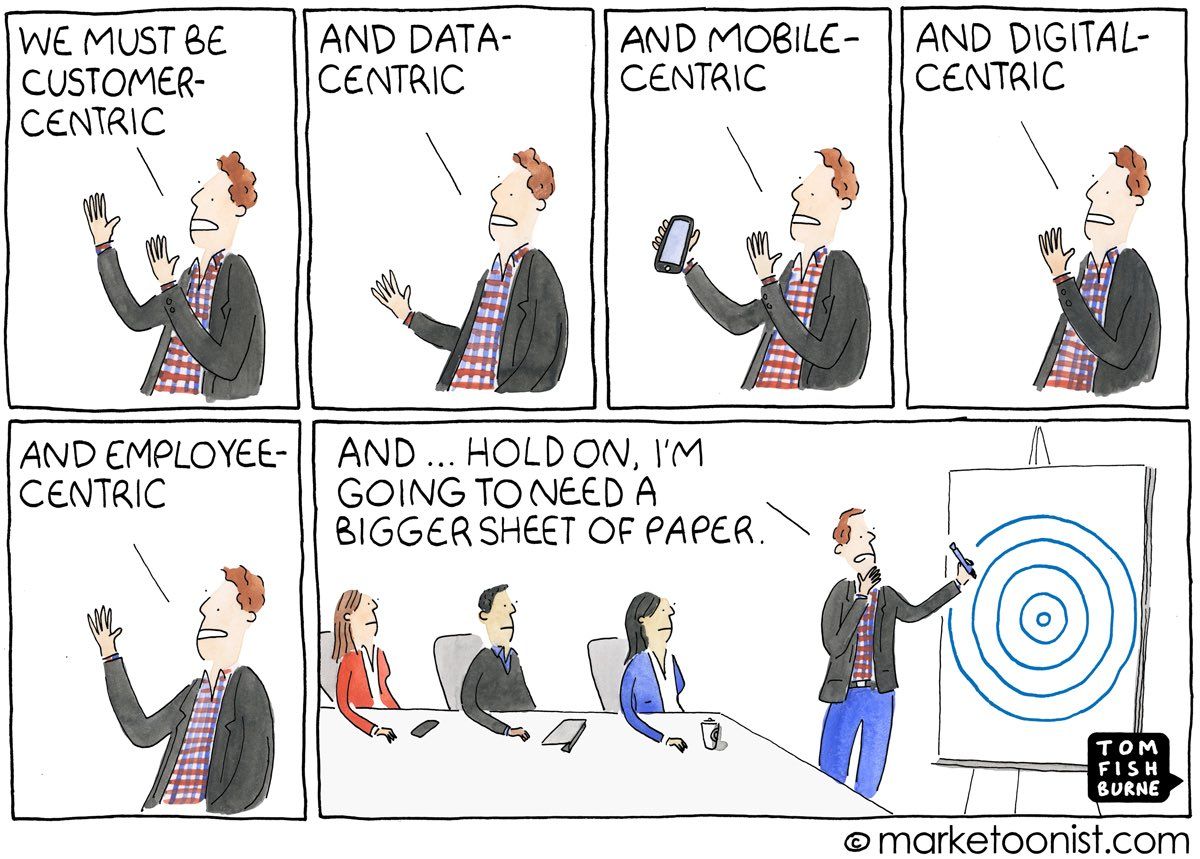 WE MUST BE
CUSTOMER-
CENTRIC
AND DATA-
CENTRIC
AND MOBILE-
CENTRIC
AND DIGITAL-
CENTRIC
AND EMPLOYEE-
CENTRIC
AND ... HOLD ON, I'M
GOING TO NEED A
BIGGER SHEET OF PAPER.
TOM
FISH
BURNE
© marketoonist.com